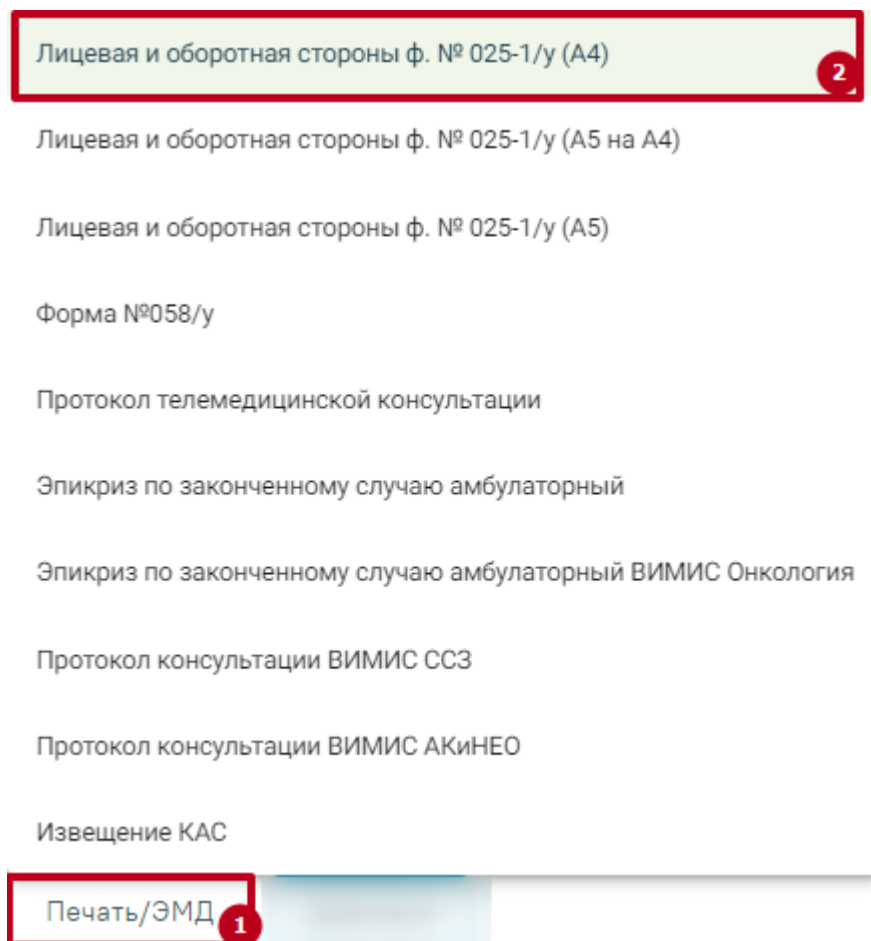 Лицевая и оборотная стороны ф. № 025-1/у (А4)
2
Лицевая и оборотная стороны ф. № 025-1/у (А5 на А4)
Лицевая и оборотная стороны ф. № 025-1/у (А5)
Форма №058/у
Протокол телемедицинской консультации
Эпикриз по законченному случаю амбулаторный
Эпикриз по законченному случаю амбулаторный ВИМИС Онкология
Протокол консультации ВИМИС ССЗ
Протокол консультации ВИМИС АКиНЕО
Извещение КАС
Печать/ЭМД
1